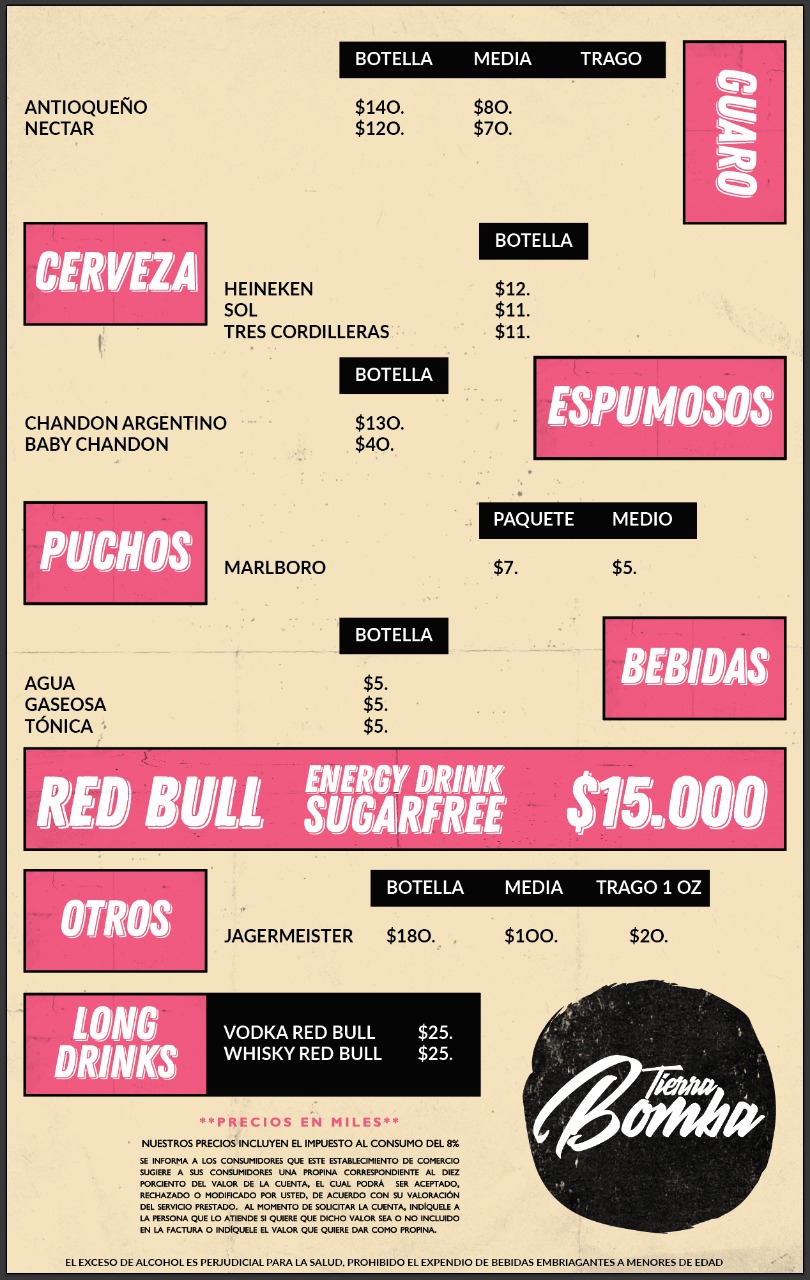 BOTELLA MEDIA TRAGO
GUARO
ANTIOQUEÑO $140. $80.
NECTAR $120. $70.
CERVEZA
BOTELLA
HEINEKEN $12.
SOL $11.
TRES CORDILLERAS $11.
BOTELLA
ESPUMOSOS
CHANDON ARGENTINO $130.
BABY CHANDON $40.
PUCHOS
PAQUETE MEDIO
MARLBORO $7. $5.
BOTELLA
BEBIDAS
AGUA $5.
GASEOSA $5.
TÓNICA $5.
RED BULL ENERGY DRINK SUGARFREE $15.000
OTROS
BOTELLA MEDIA TRAGO 1 OZ
JAGERMEISTER $180. $100. $20.
LONG
DRINKS
VODKA RED BULL $25.
WHISKY RED BULL $25.
Tierra
Bomba
**PRECIOS EN MILES**
NUESTROS PRECIOS INCLUYEN EL IMPUESTO AL CONSUMO DEL 8%
SE INFORMA A LOS CONSUMIDORES QUE ESTE ESTABLECIMIENTO DE COMERCIO
SUGIERE A SUS CONSUMIDORES UNA PROPINA CORRESPONDIENTE AL DIEZ
PORCIENTO DEL VALOR DE LA CUENTA, EL CUAL PODRÁ SER ACEPTADO,
RECHAZADO O MODIFICADO POR USTED, DE ACUERDO CON SU VALORACIÓN
DEL SERVICIO PRESTADO. AL MOMENTO DE SOLICITAR LA CUENTA, INDÍQUELE A
LA PERSONA QUE LO ATIENDE SI QUIERE QUE DICHO VALOR SEA O NO INCLUIDO
EN LA FACTURA O INDÍQUELE EL VALOR QUE QUIERE DAR COMO PROPINA.
EL EXCESO DE ALCOHOL ES PERJUDICIAL PARA LA SALUD, PROHIBIDO EL EXPENDIO DE BEBIDAS EMBRIAGANTES A MENORES DE EDAD